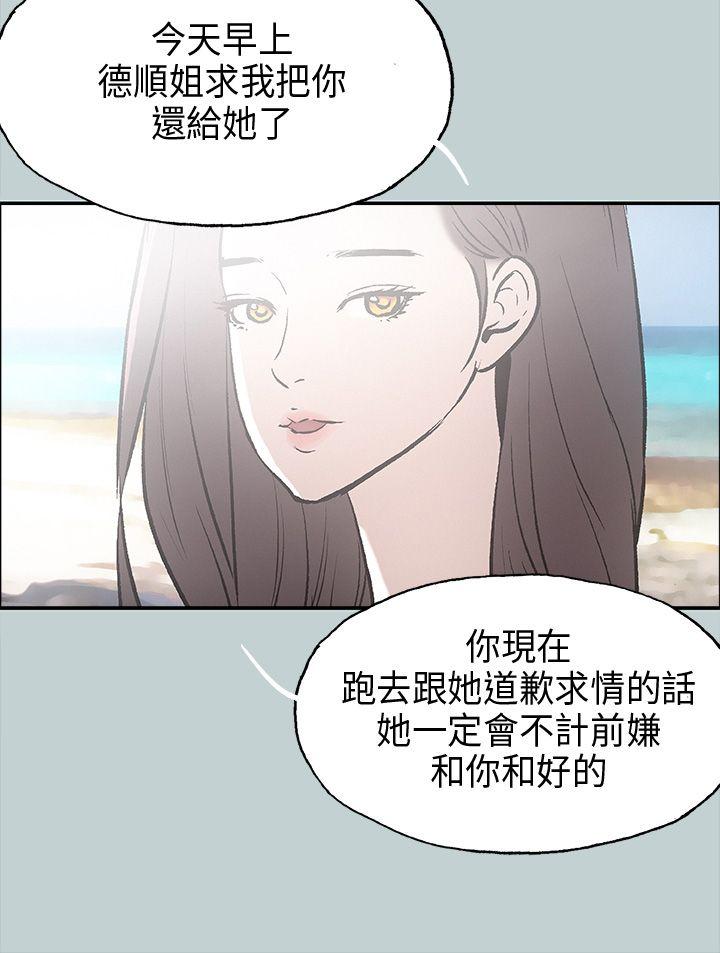 今天早上
德順姐求我把你
還給她了
你現在
跑去跟她道歉求情的話
她一定會不計前嫌
和你和好的